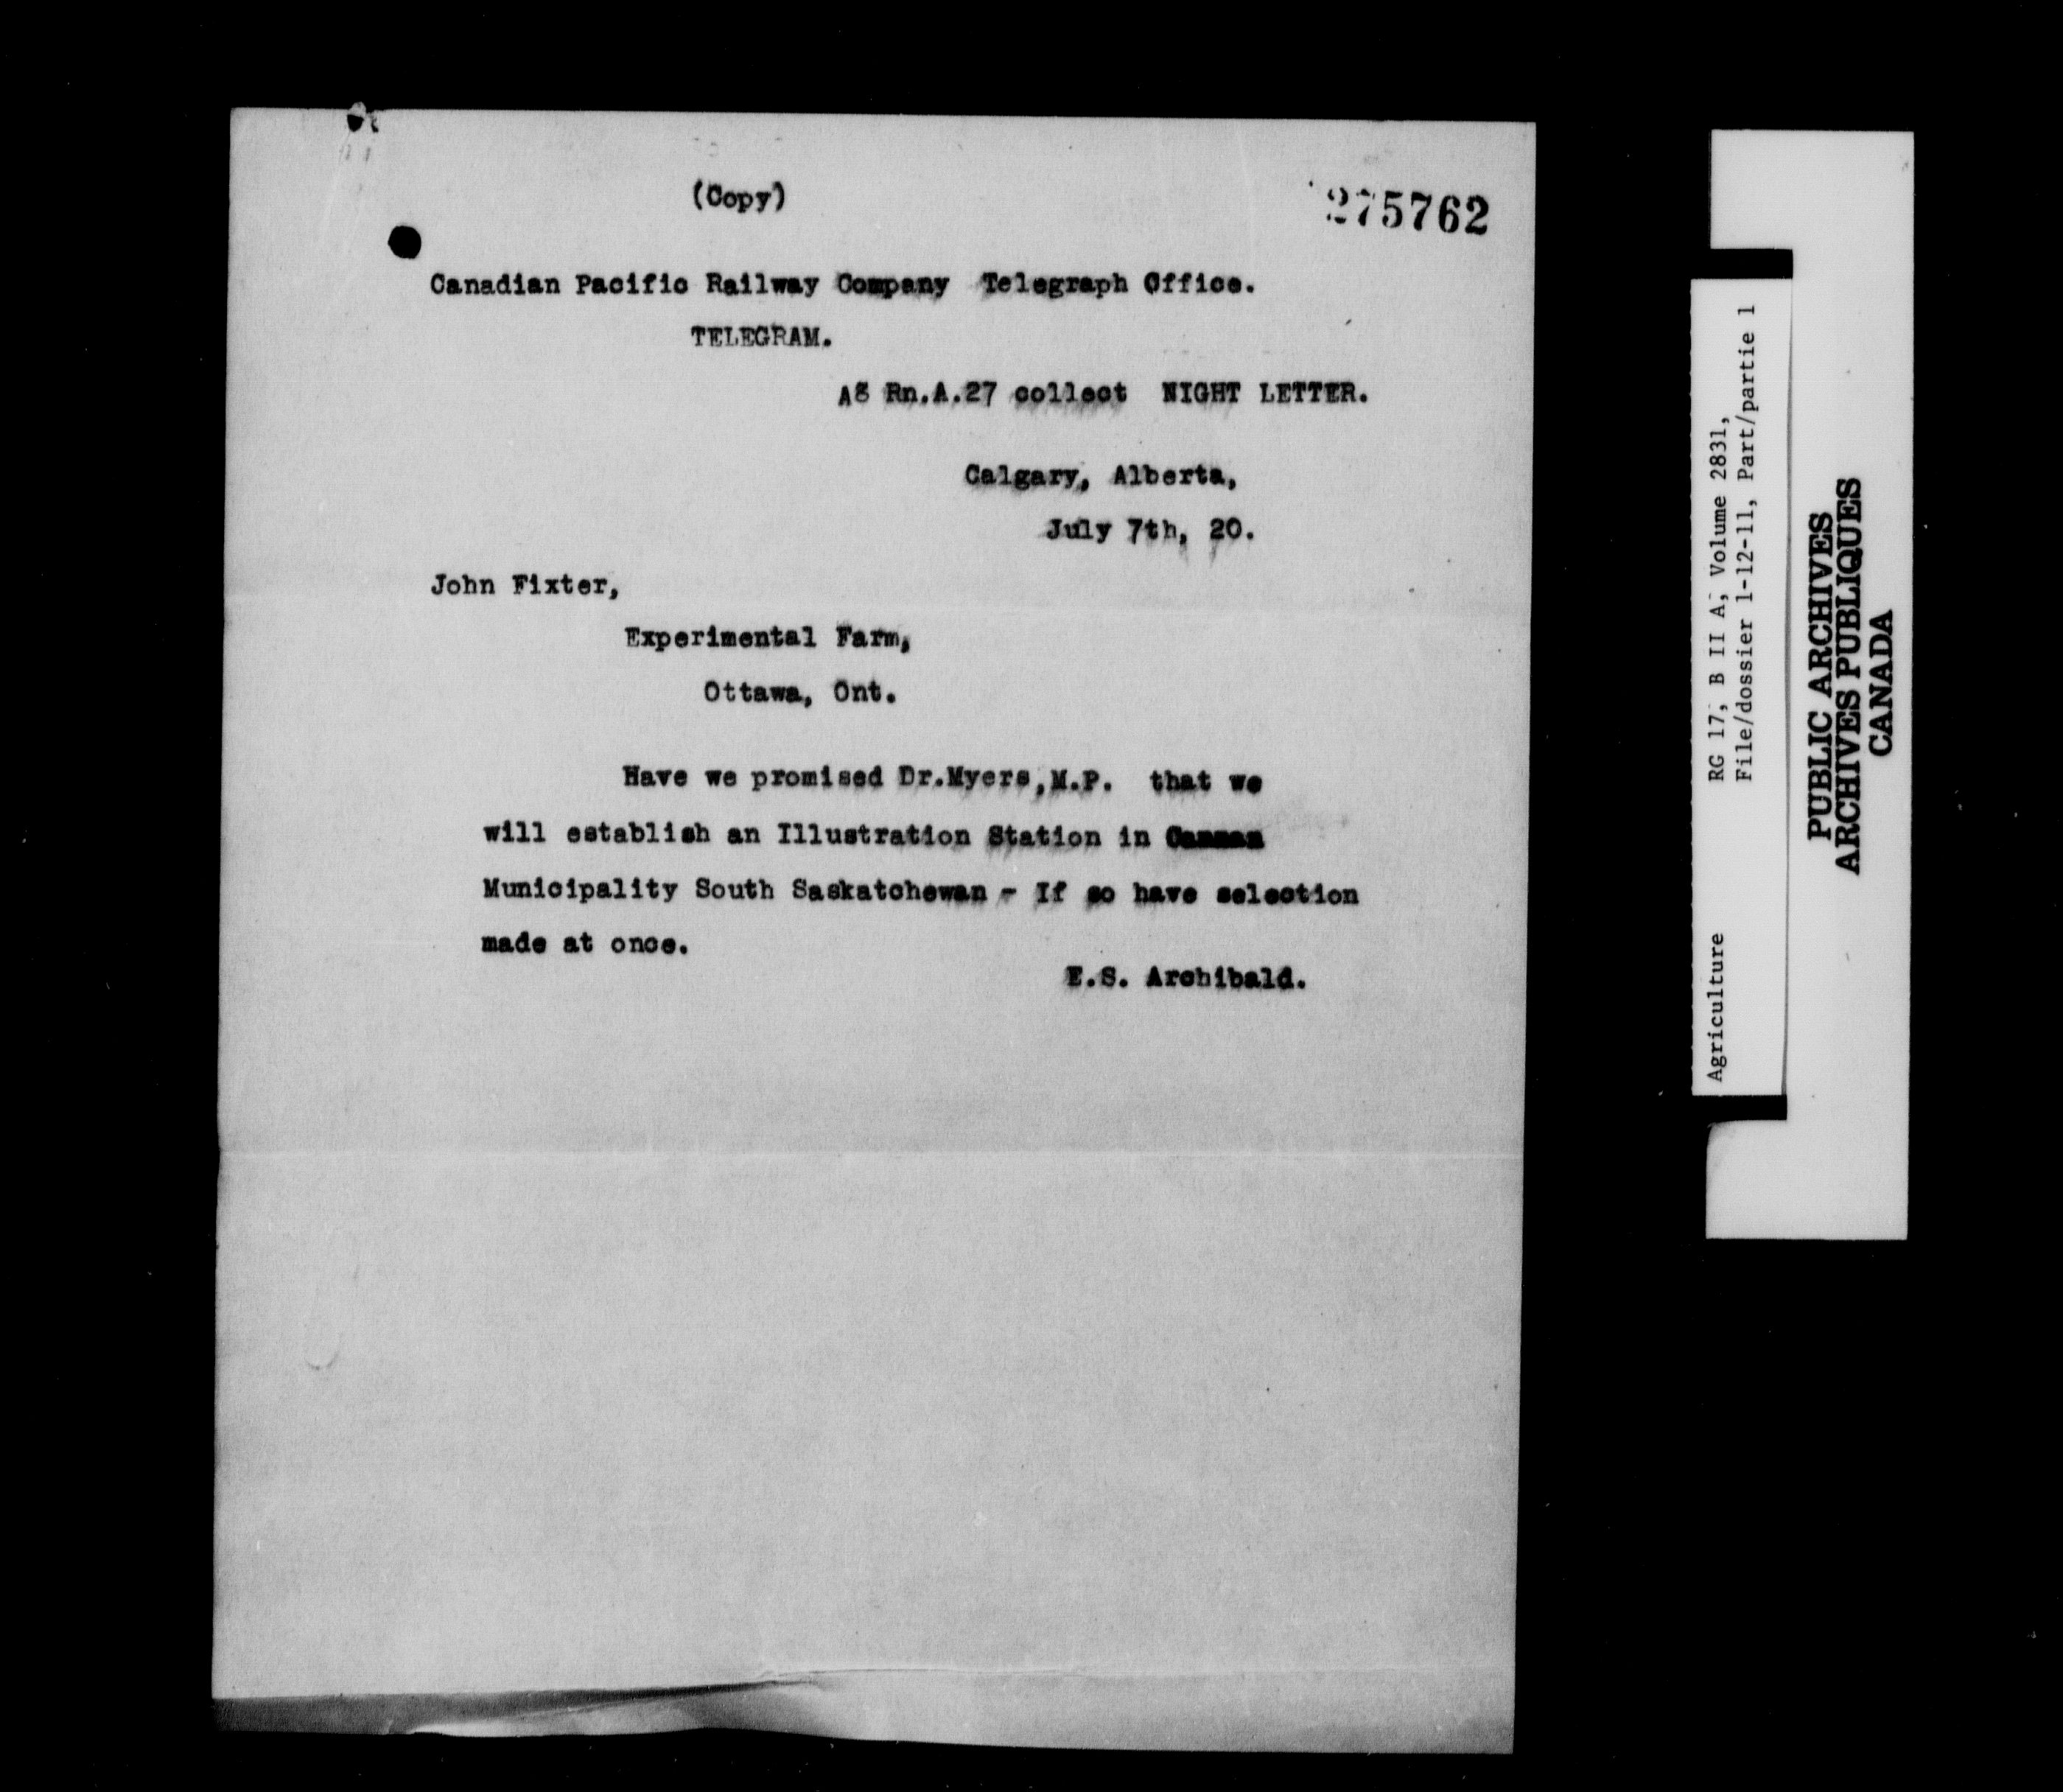 (Copy)
275762
Canadian Pacific Railway Company Telegraph Office.
TELEGRAM.
A8 Rn.A.27 collect NIGHT LETTER.
Calgary, Alberta,
July 7th, 20.
John Fixter,
Experimental Farm,
Ottawa, Ont.
Have we promised Dr.Myers,M.P. that we
will establish an Illustration Station in
Municipality South Saskatchewan - If so have selection
made at once.
E.S. Archibald.
Agriculture RG 17, B II A, Volume 2831,
File/dossier 1-12-11, Part/partie 1
PUBLIC ARCHIVES
ARCHIVES PUBLIQUES
CANADA